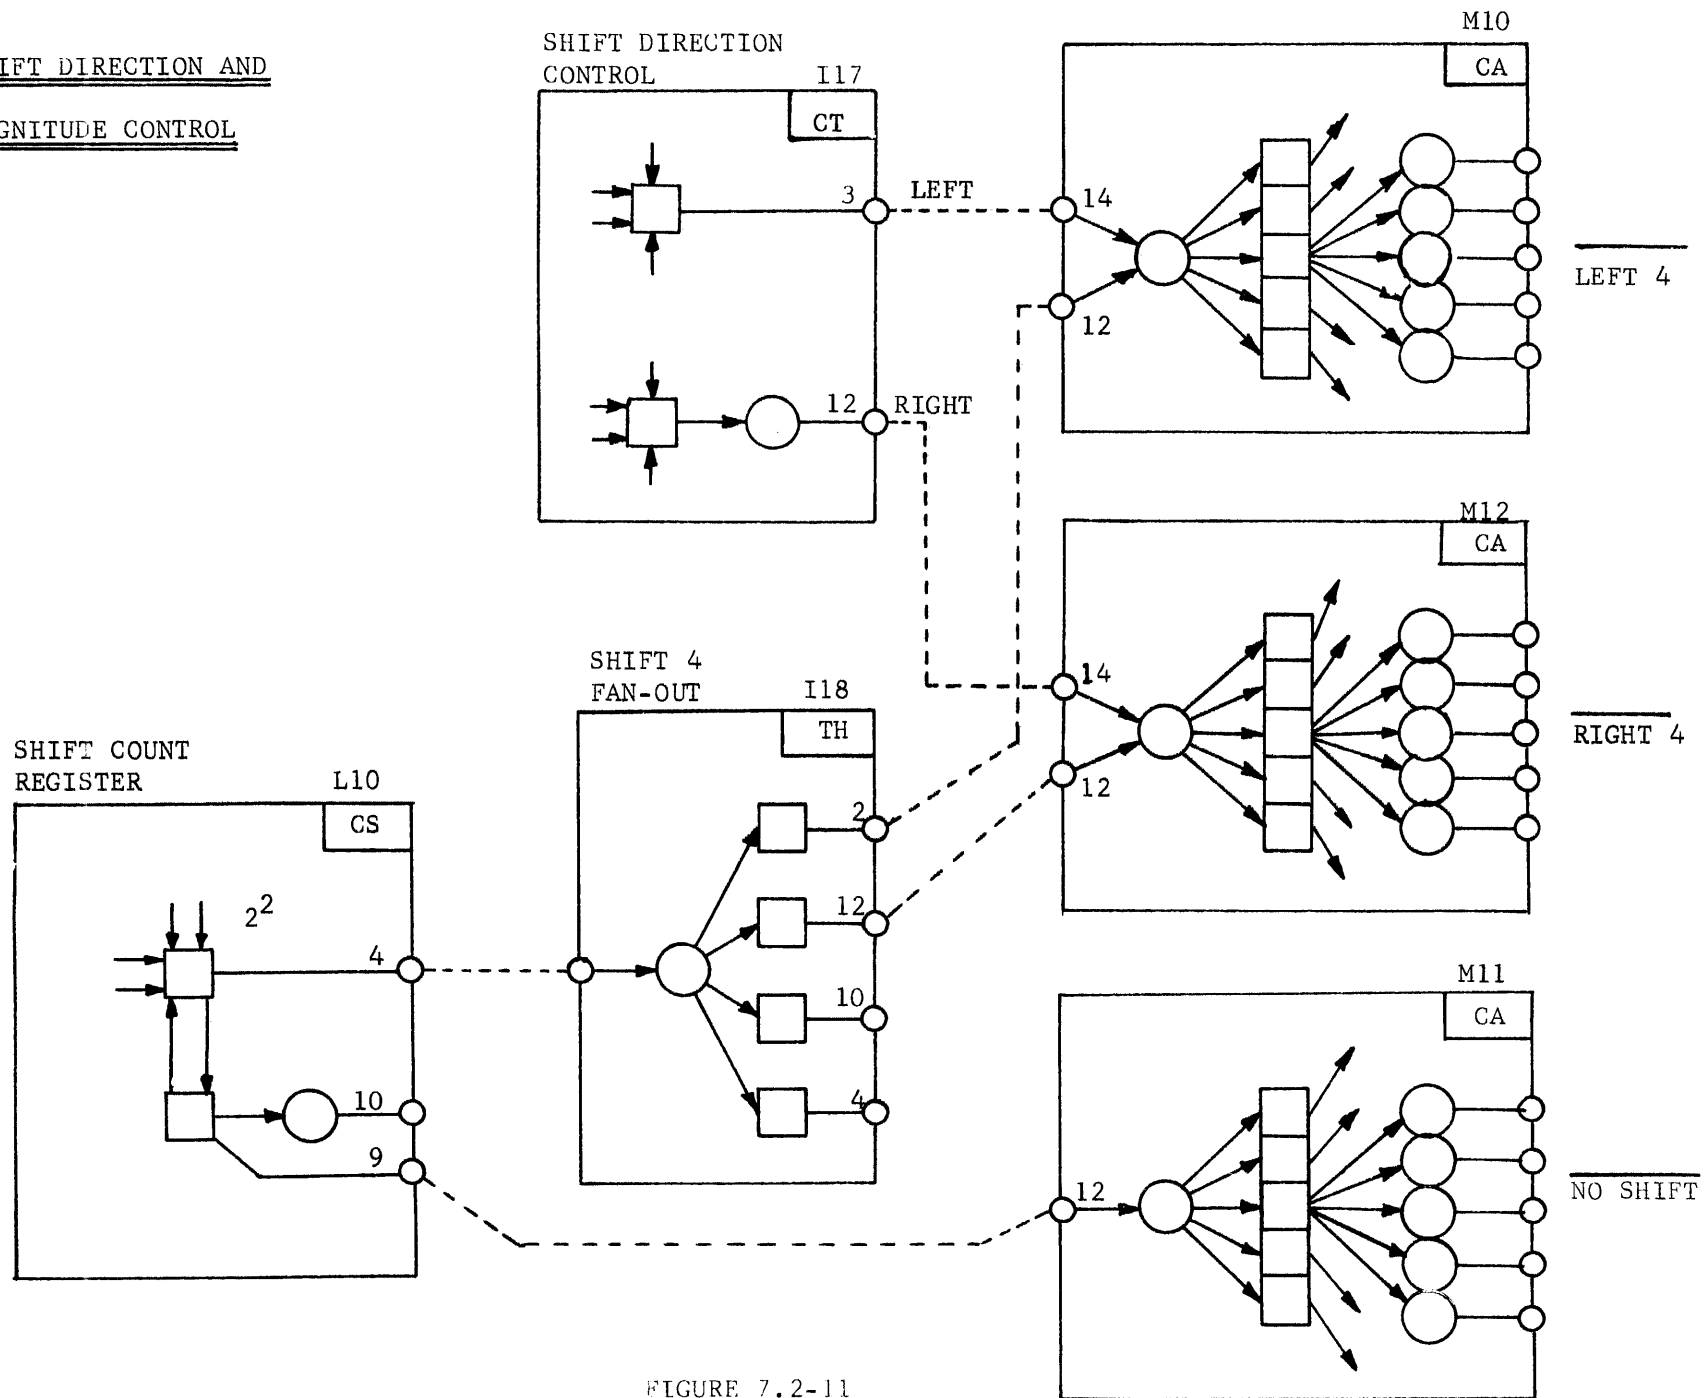 IFT DIRECTION AND
GNITUDE CONTROL
SHIFT DIRECTION
CONTROL
I17
CT
3
LEFT
12
RIGHT
M10
CA
14
12
LEFT 4
M12
CA
14
12
RIGHT 4
SHIFT 4
FAN-OUT
I18
TH
2
12
10
4
SHIFT COUNT
REGISTER
L10
CS
2²
4
10
9
M11
CA
12
NO SHIFT
FIGURE 7.2-11